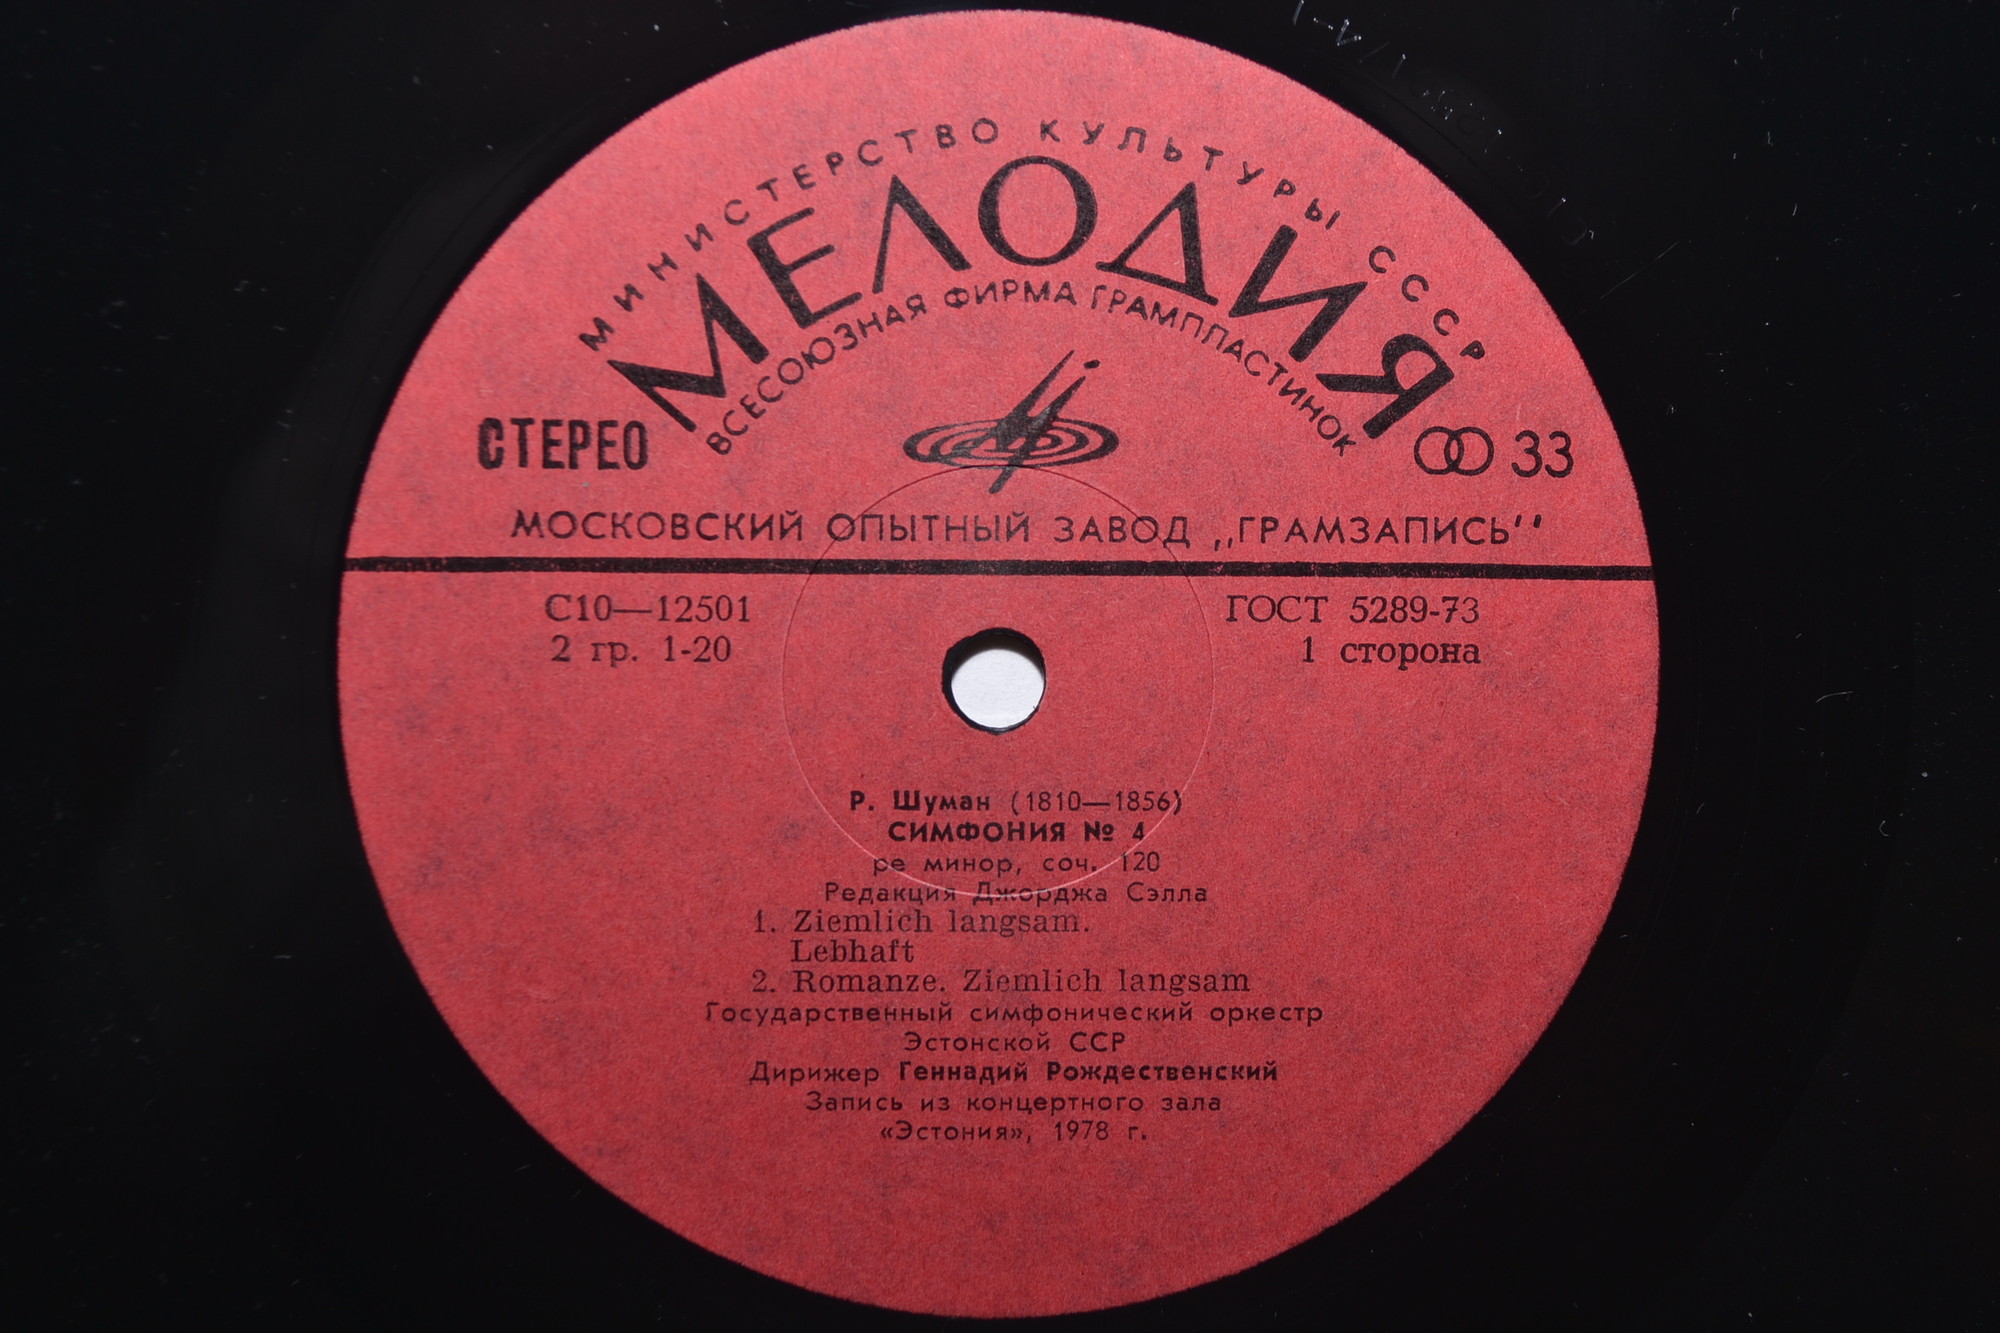 МИНИСТЕРСТВО КУЛЬТУРЫ СССР
МЕЛОДИЯ
ВСЕСОЮЗНАЯ ФИРМА ГРАМПЛАСТИНОК
СТЕРЕО
33
МОСКОВСКИЙ ОПЫТНЫЙ ЗАВОД ,,ГРАМЗАПИСЬ''
С10—12501
ГОСТ 5289-73
2 гр. 1-20
1 сторона
Р. Шуман (1810—1856)
СИМФОНИЯ № 4
ре минор, соч. 120
Редакция Джорджа Сэлла
1. Ziemlich langsam.
Lebhaft
2. Romanze. Ziemlich langsam
Государственный симфонический оркестр
Эстонской ССР
Дирижер Геннадий Рождественский
Запись из концертного зала
«Эстония», 1978 г.